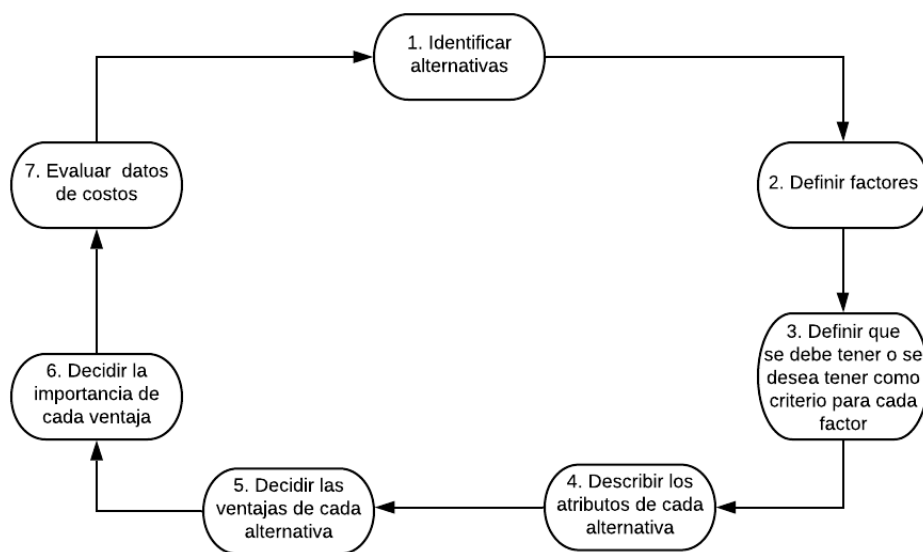 1. Identificar
alternativas
2. Definir factores
3. Definir que
se debe tener o se
desea tener como
criterio para cada
factor
4. Describir los
atributos de cada
alternativa
5. Decidir las
ventajas de cada
alternativa
6. Decidir la
importancia de
cada ventaja
7. Evaluar datos
de costos